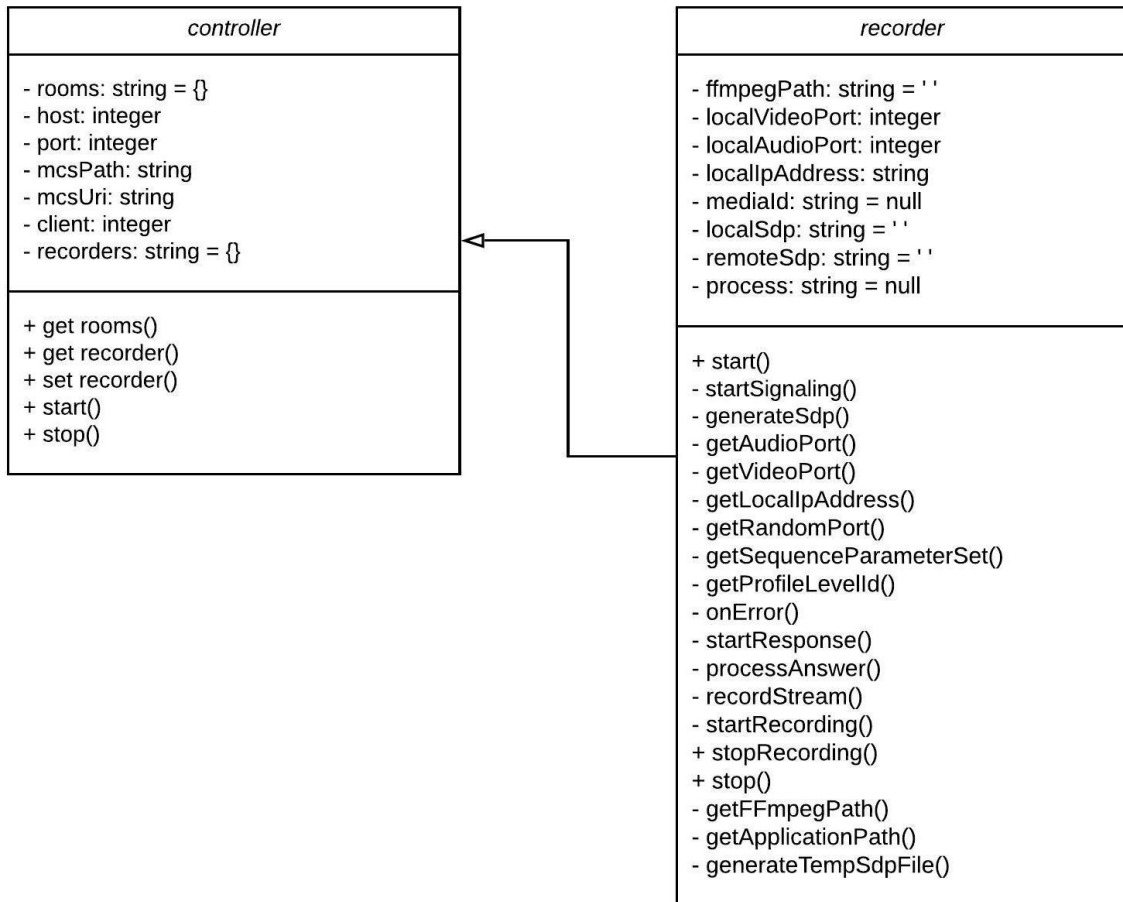 controller
- rooms: string = {}
- host: integer
- port: integer
- mcsPath: string
- mcsUri: string
- client: integer
- recorders: string = {}
+ get rooms()
+ get recorder()
+ set recorder()
+ start()
+ stop()
recorder
- ffmpegPath: string = ' '
- localVideoPort: integer
- localAudioPort: integer
- localIpAddress: string
- mediaId: string = null
- localSdp: string = ' '
- remoteSdp: string = ' '
- process: string = null
+ start()
- startSignaling()
- generateSdp()
- getAudioPort()
- getVideoPort()
- getLocalIpAddress()
- getRandomPort()
- getSequenceParameterSet()
- getProfileLevelId()
- onError()
- startResponse()
- processAnswer()
- recordStream()
- startRecording()
+ stopRecording()
+ stop()
- getFFmpegPath()
- getApplicationPath()
- generateTempSdpFile()